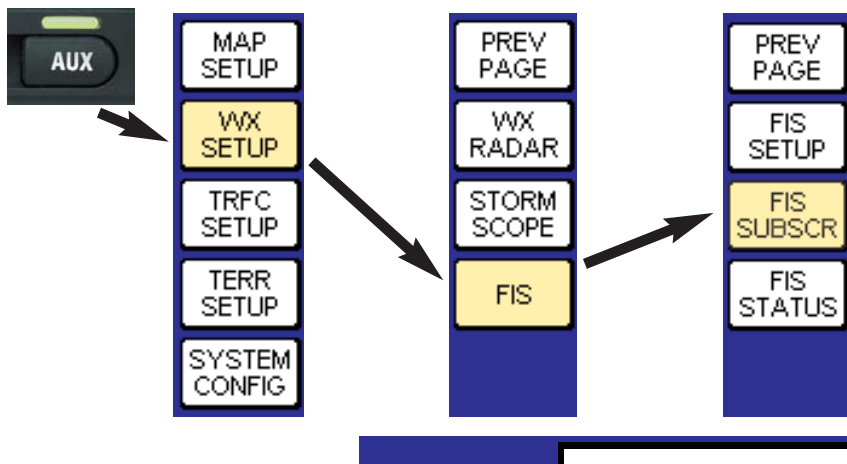 AUX
MAP
SETUP
WX
SETUP
TRFC
SETUP
TERR
SETUP
SYSTEM
CONFIG
PREV
PAGE
WX
RADAR
STORM
SCOPE
FIS
PREV
PAGE
FIS
SETUP
FIS
SUBSCR
FIS
STATUS